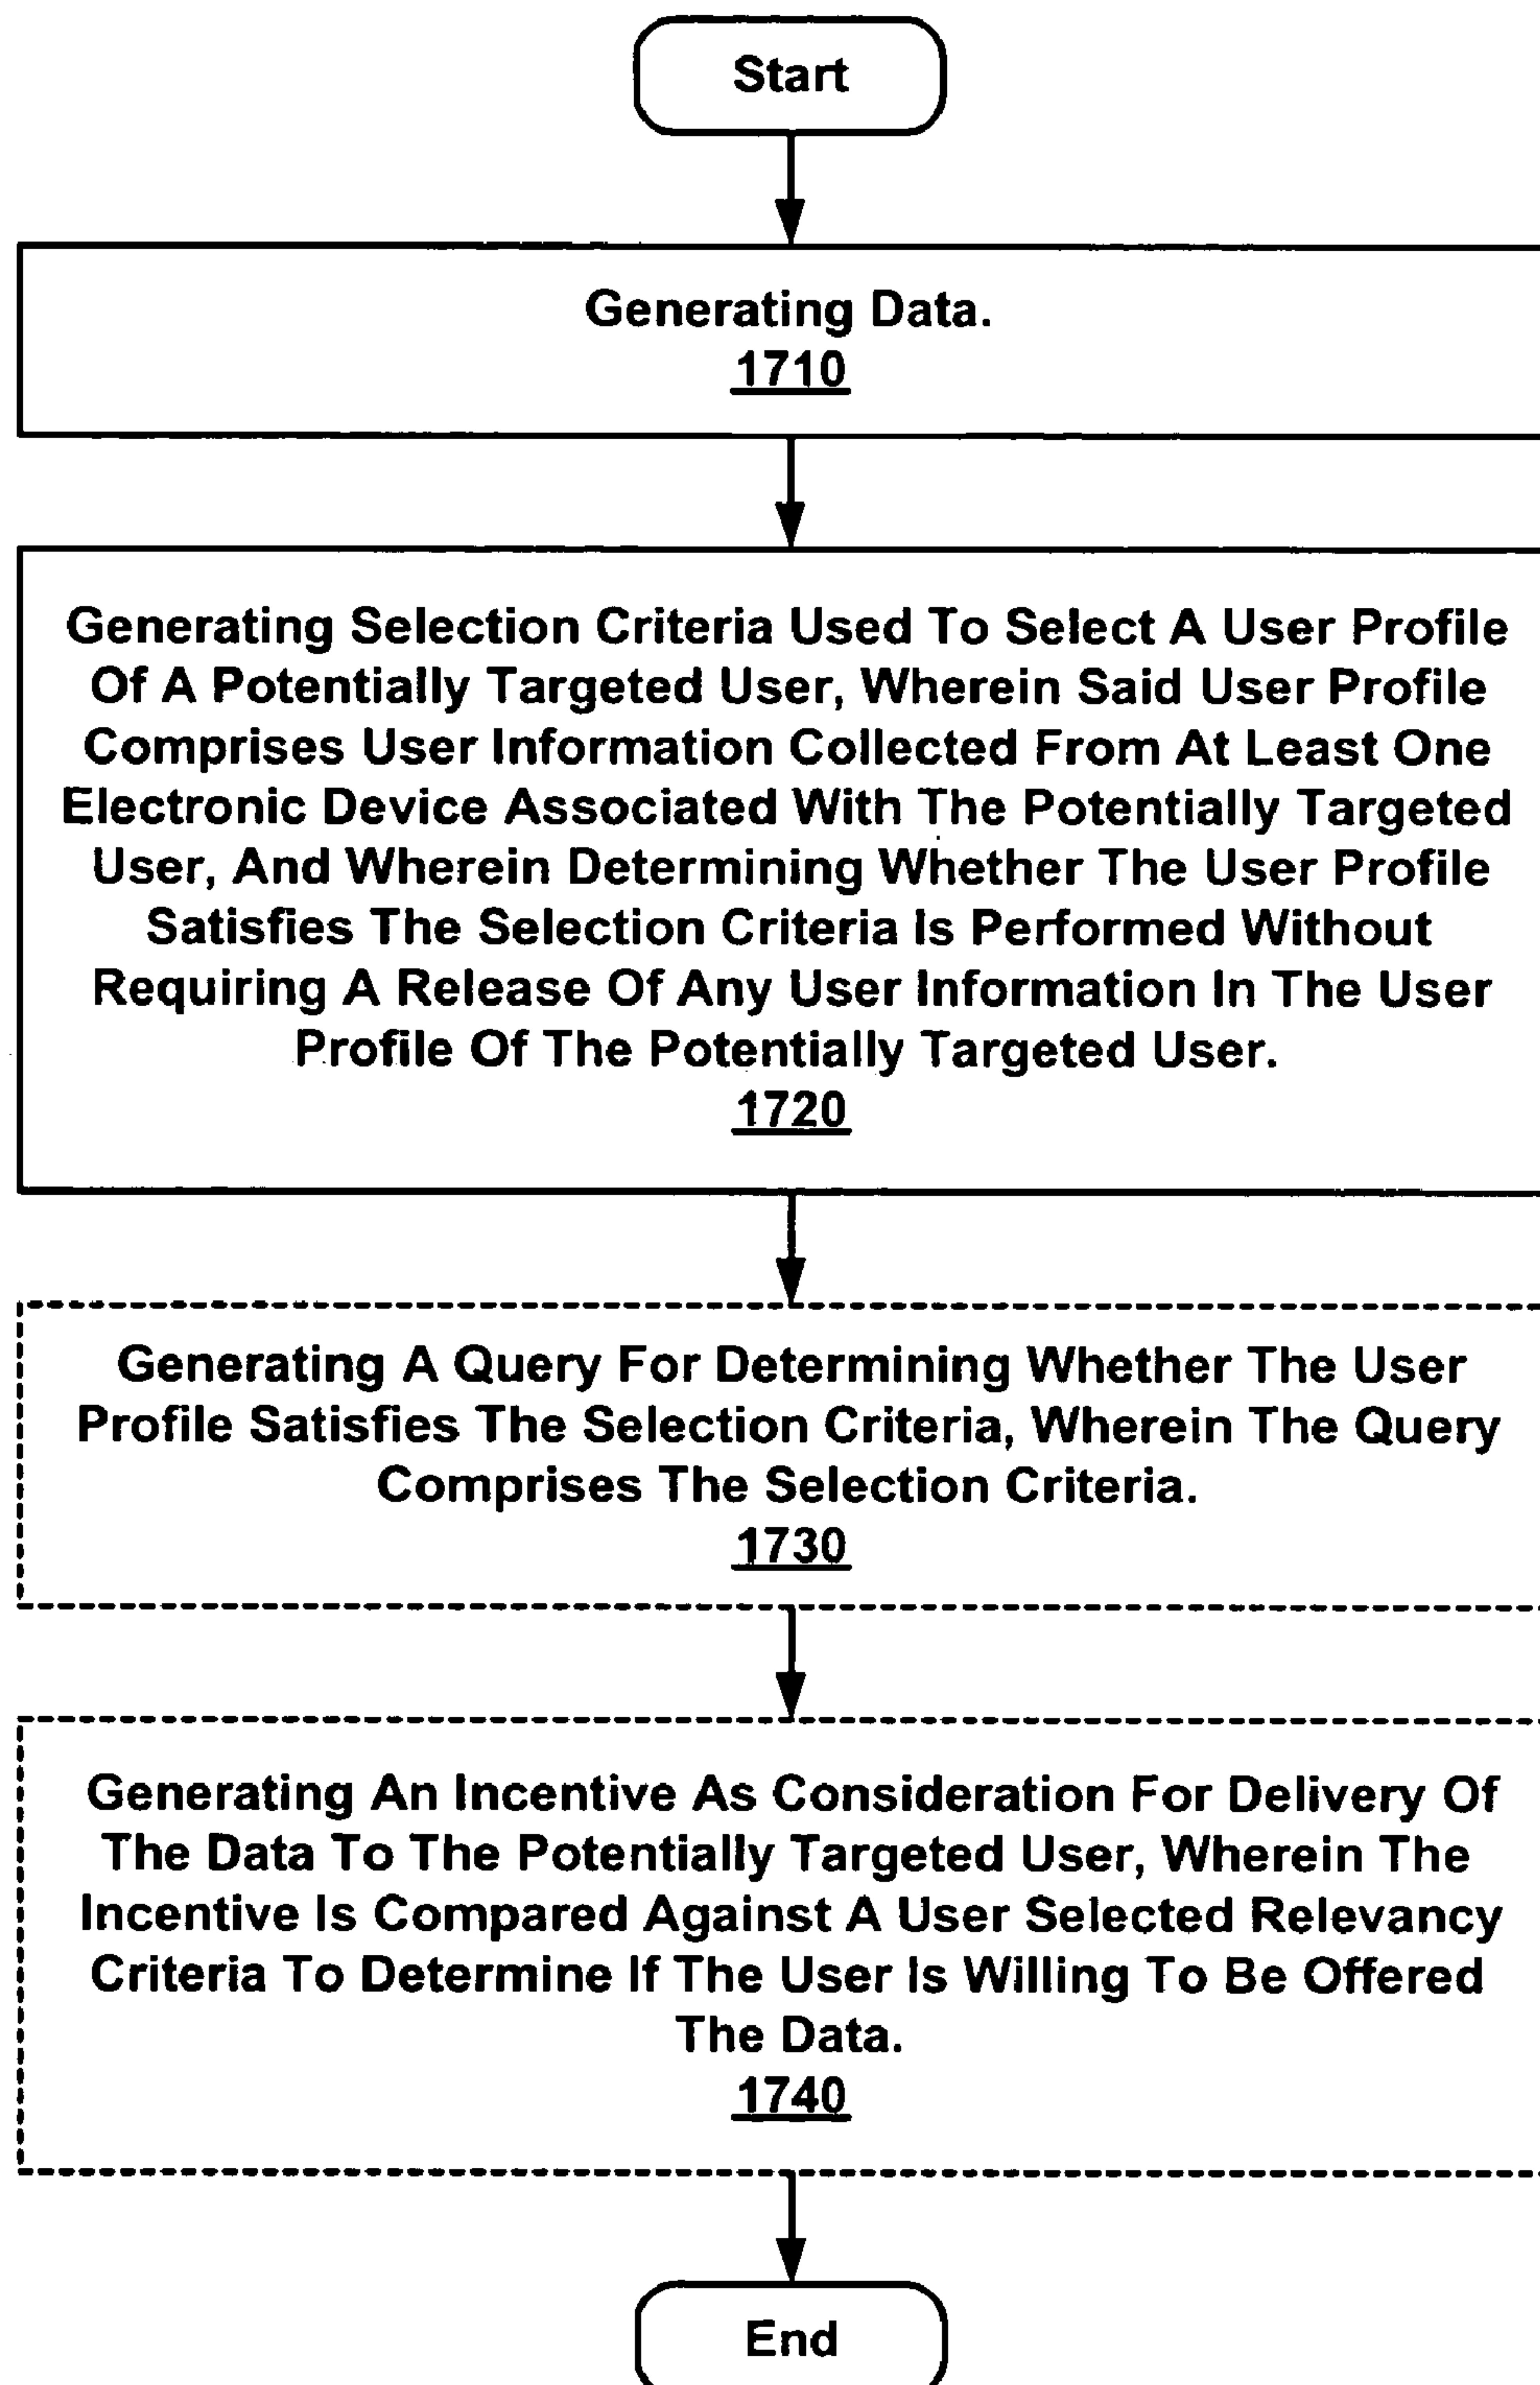 Start
Generating Data.
1710
Generating Selection Criteria Used To Select A User Profile
Of A Potentially Targeted User, Wherein Said User Profile
Comprises User Information Collected From At Least One
Electronic Device Associated With The Potentially Targeted
User, And Wherein Determining Whether The User Profile
Satisfies The Selection Criteria Is Performed Without
Requiring A Release Of Any User Information In The User
Profile Of The Potentially Targeted User.
1720
Generating A Query For Determining Whether The User
Profile Satisfies The Selection Criteria, Wherein The Query
Comprises The Selection Criteria.
1730
Generating An Incentive As Consideration For Delivery Of
The Data To The Potentially Targeted User, Wherein The
Incentive Is Compared Against A User Selected Relevancy
Criteria To Determine If The User Is Willing To Be Offered
The Data.
1740
End